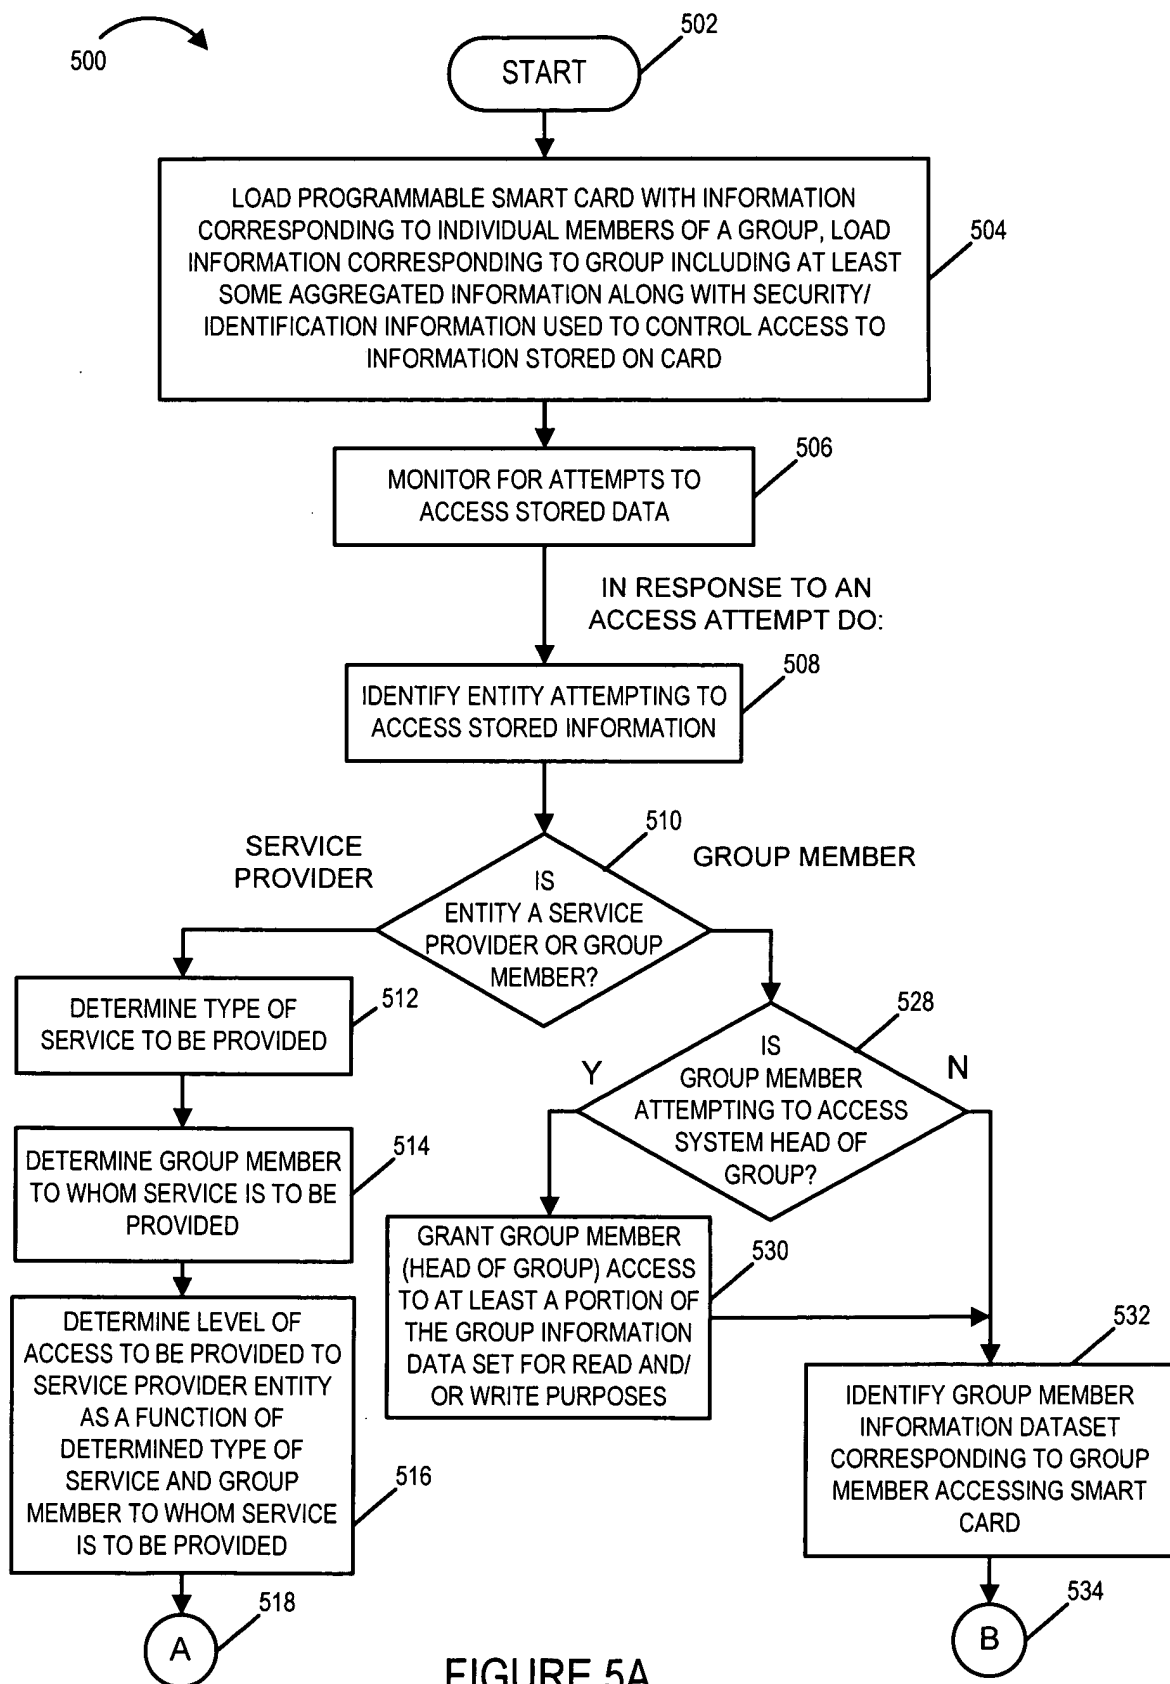 500
502
START
LOAD PROGRAMMABLE SMART CARD WITH INFORMATION
CORRESPONDING TO INDIVIDUAL MEMBERS OF A GROUP, LOAD
INFORMATION CORRESPONDING TO GROUP INCLUDING AT LEAST
SOME AGGREGATED INFORMATION ALONG WITH SECURITY/
IDENTIFICATION INFORMATION USED TO CONTROL ACCESS TO
INFORMATION STORED ON CARD
504
506
MONITOR FOR ATTEMPTS TO
ACCESS STORED DATA
IN RESPONSE TO AN
ACCESS ATTEMPT DO:
508
IDENTIFY ENTITY ATTEMPTING TO
ACCESS STORED INFORMATION
510
SERVICE
PROVIDER
GROUP MEMBER
IS
ENTITY A SERVICE
PROVIDER OR GROUP
MEMBER?
512
DETERMINE TYPE OF
SERVICE TO BE PROVIDED
528
Y
N
IS
GROUP MEMBER
ATTEMPTING TO ACCESS
SYSTEM HEAD OF
GROUP?
514
DETERMINE GROUP MEMBER
TO WHOM SERVICE IS TO BE
PROVIDED
GRANT GROUP MEMBER
(HEAD OF GROUP) ACCESS
TO AT LEAST A PORTION OF
THE GROUP INFORMATION
DATA SET FOR READ AND/
OR WRITE PURPOSES
530
DETERMINE LEVEL OF
ACCESS TO BE PROVIDED TO
SERVICE PROVIDER ENTITY
AS A FUNCTION OF
DETERMINED TYPE OF
SERVICE AND GROUP
MEMBER TO WHOM SERVICE
IS TO BE PROVIDED
516
532
IDENTIFY GROUP MEMBER
INFORMATION DATASET
CORRESPONDING TO GROUP
MEMBER ACCESSING SMART
CARD
518
A
534
B
FIGURE 5A